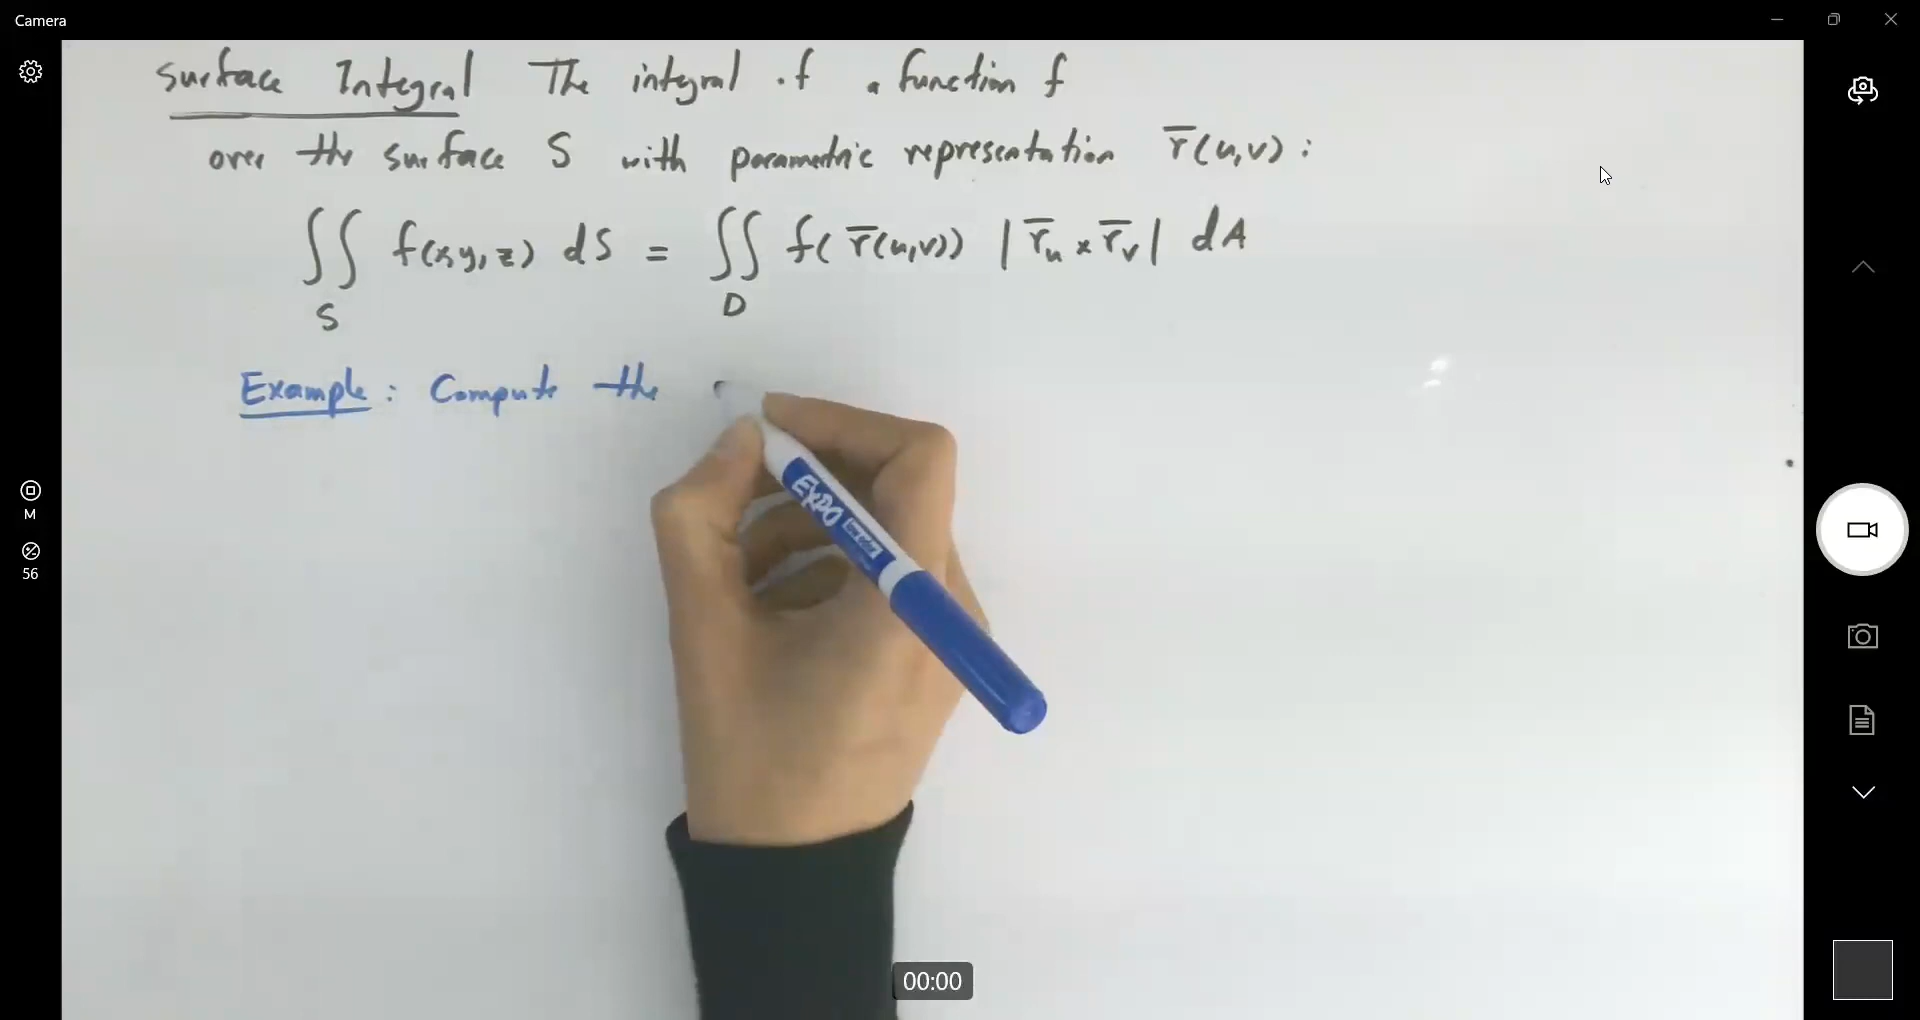 Camera
Surface Integral The integral of a function f
over the surface S with parametric representation r̅(u,v) :
∬ f(x,y,z) dS = ∬ f( r̅(u,v)) | r̅u × r̅v | dA
S D
Example : Compute the
EXPO
M
56
00:00